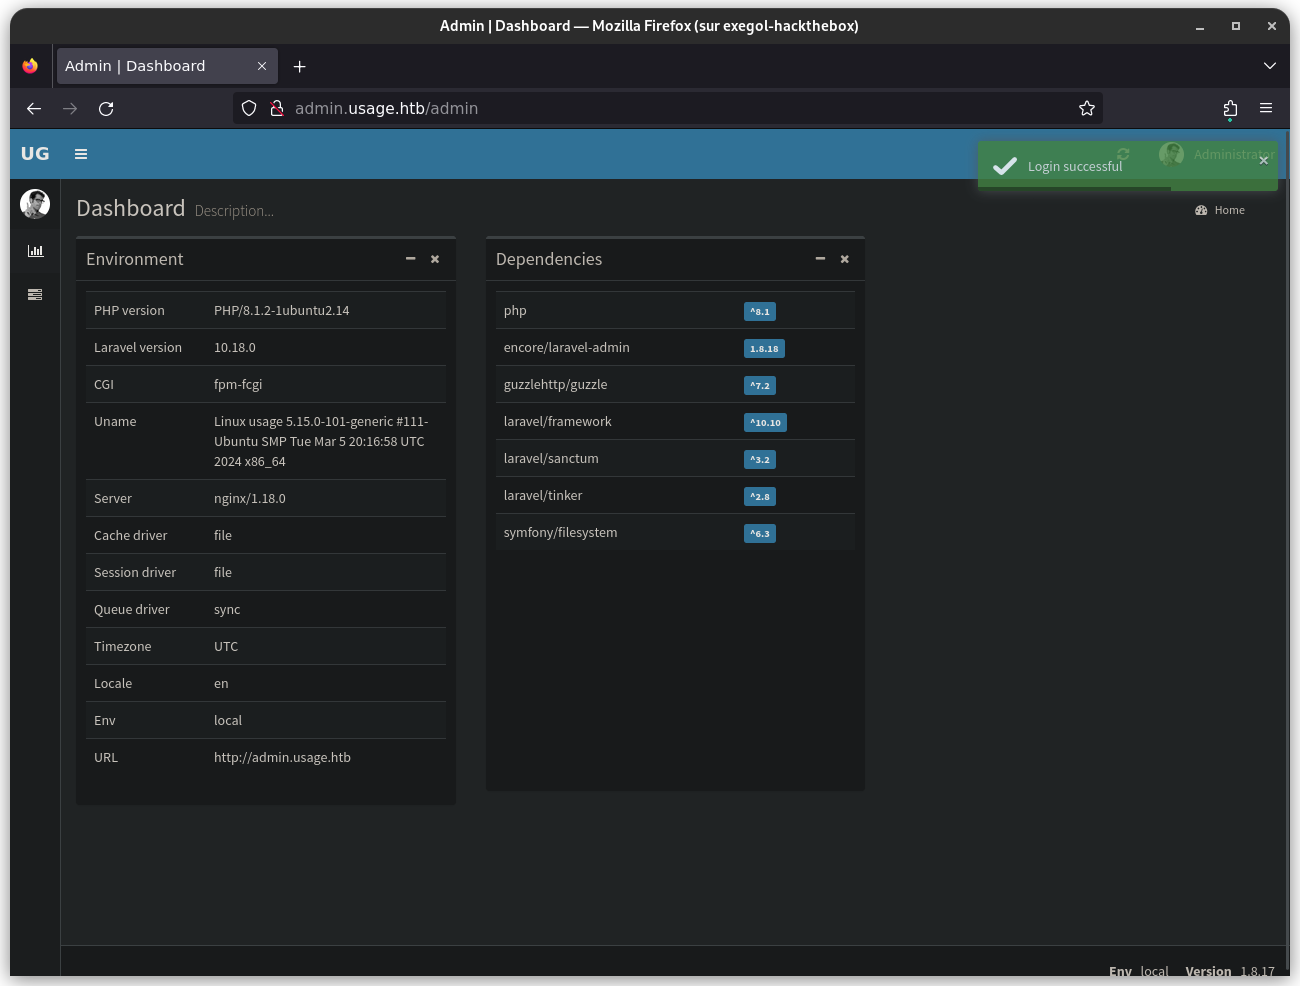 Admin | Dashboard — Mozilla Firefox (sur exegol-hackthebox)
Admin | Dashboard
admin.usage.htb/admin
UG
Administrator
Login successful
Dashboard Description...
Home
Environment
PHP version PHP/8.1.2-1ubuntu2.14
Laravel version 10.18.0
CGI fpm-fcgi
Uname Linux usage 5.15.0-101-generic #111-
Ubuntu SMP Tue Mar 5 20:16:58 UTC
2024 x86_64
Server nginx/1.18.0
Cache driver file
Session driver file
Queue driver sync
Timezone UTC
Locale en
Env local
URL http://admin.usage.htb
Dependencies
php ^8.1
encore/laravel-admin 1.8.18
guzzlehttp/guzzle ^7.2
laravel/framework ^10.10
laravel/sanctum ^3.2
laravel/tinker ^2.8
symfony/filesystem ^6.3
Env local Version 1.8.17